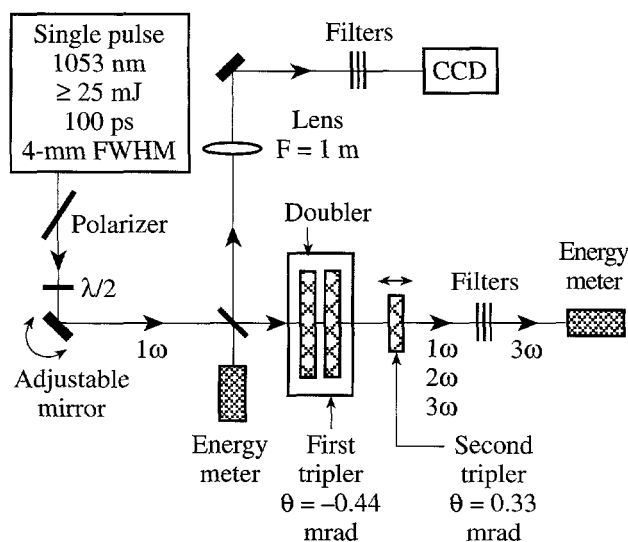 Single pulse
1053 nm
≥ 25 mJ
100 ps
4-mm FWHM
Filters
CCD
Lens
F = 1 m
Polarizer
Doubler
λ/2
Energy
meter
Filters
1ω
1ω
2ω
3ω
3ω
Adjustable
mirror
Energy
meter
First
tripler
θ = –0.44
mrad
Second
tripler
θ = 0.33
mrad